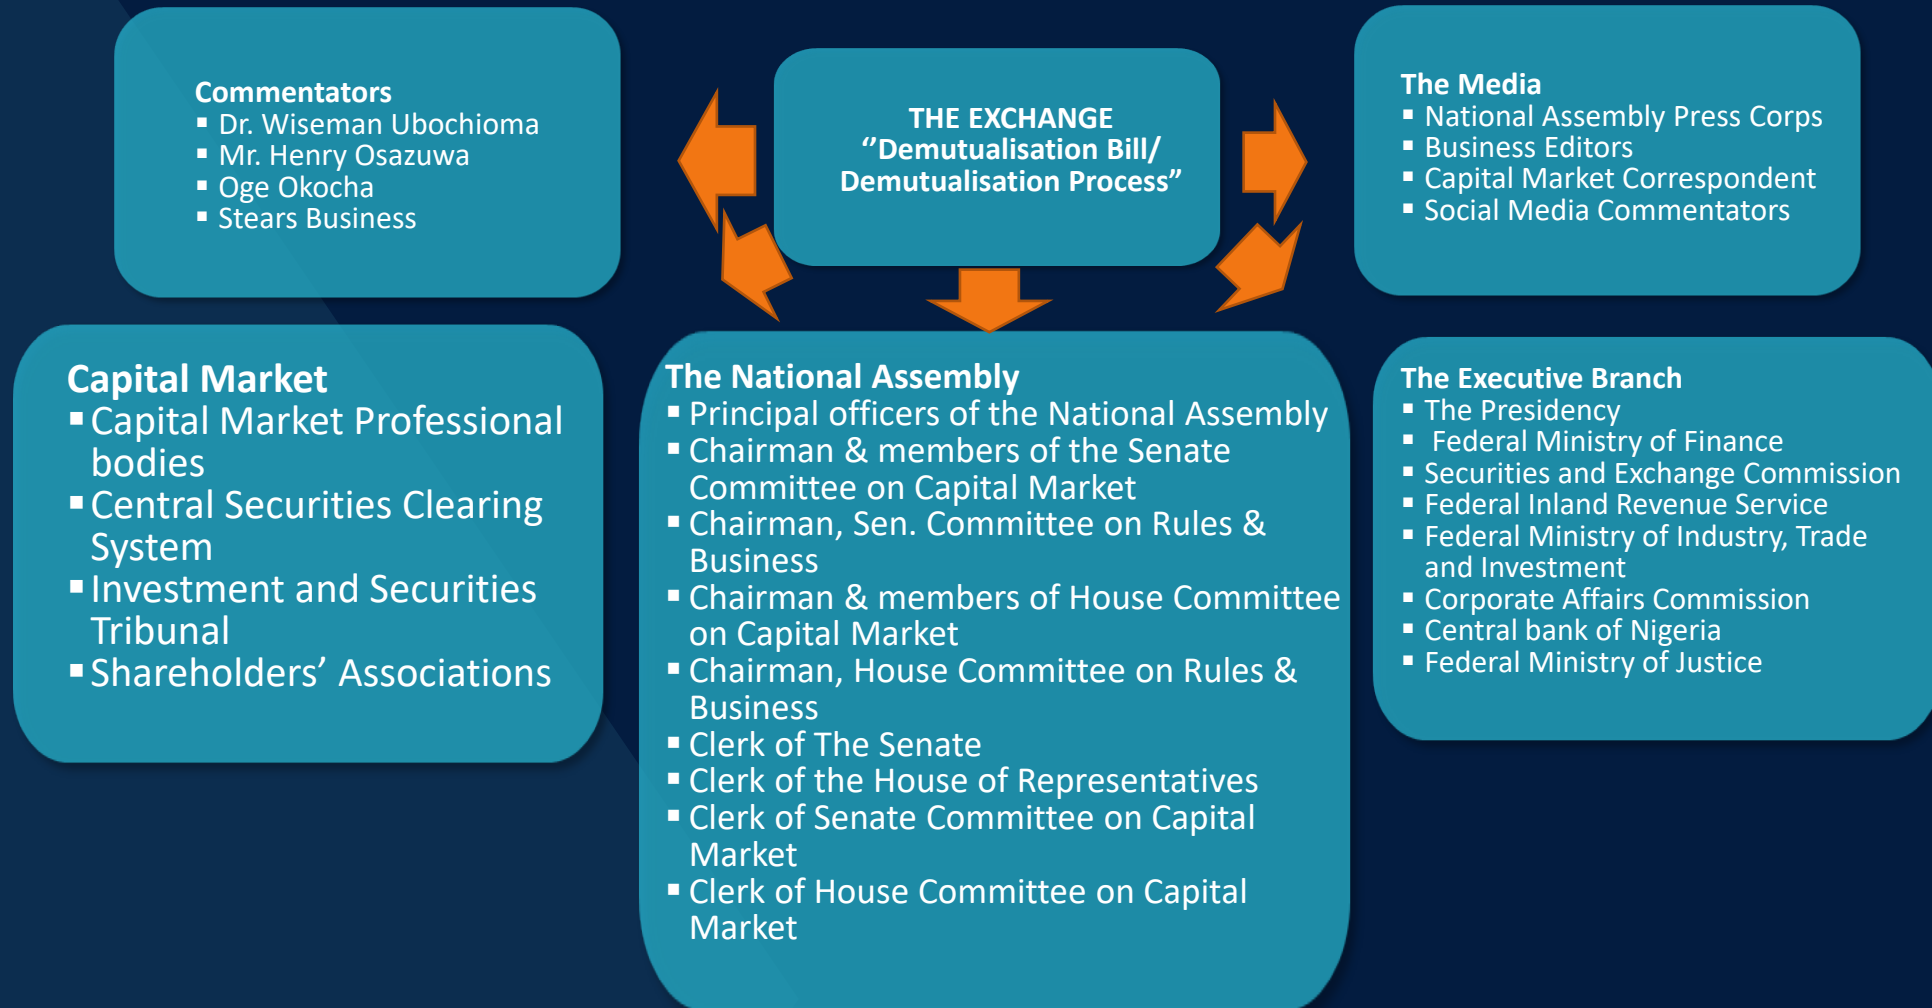 Commentators
▪ Dr. Wiseman Ubochioma
▪ Mr. Henry Osazuwa
▪ Oge Okocha
▪ Stears Business
THE EXCHANGE
“Demutualisation Bill/
Demutualisation Process”
The Media
▪ National Assembly Press Corps
▪ Business Editors
▪ Capital Market Correspondent
▪ Social Media Commentators
Capital Market
▪ Capital Market Professional
bodies
▪ Central Securities Clearing
System
▪ Investment and Securities
Tribunal
▪ Shareholders’ Associations
The National Assembly
▪ Principal officers of the National Assembly
▪ Chairman & members of the Senate
Committee on Capital Market
▪ Chairman, Sen. Committee on Rules &
Business
▪ Chairman & members of House Committee
on Capital Market
▪ Chairman, House Committee on Rules &
Business
▪ Clerk of The Senate
▪ Clerk of the House of Representatives
▪ Clerk of Senate Committee on Capital
Market
▪ Clerk of House Committee on Capital
Market
The Executive Branch
▪ The Presidency
▪ Federal Ministry of Finance
▪ Securities and Exchange Commission
▪ Federal Inland Revenue Service
▪ Federal Ministry of Industry, Trade
and Investment
▪ Corporate Affairs Commission
▪ Central bank of Nigeria
▪ Federal Ministry of Justice